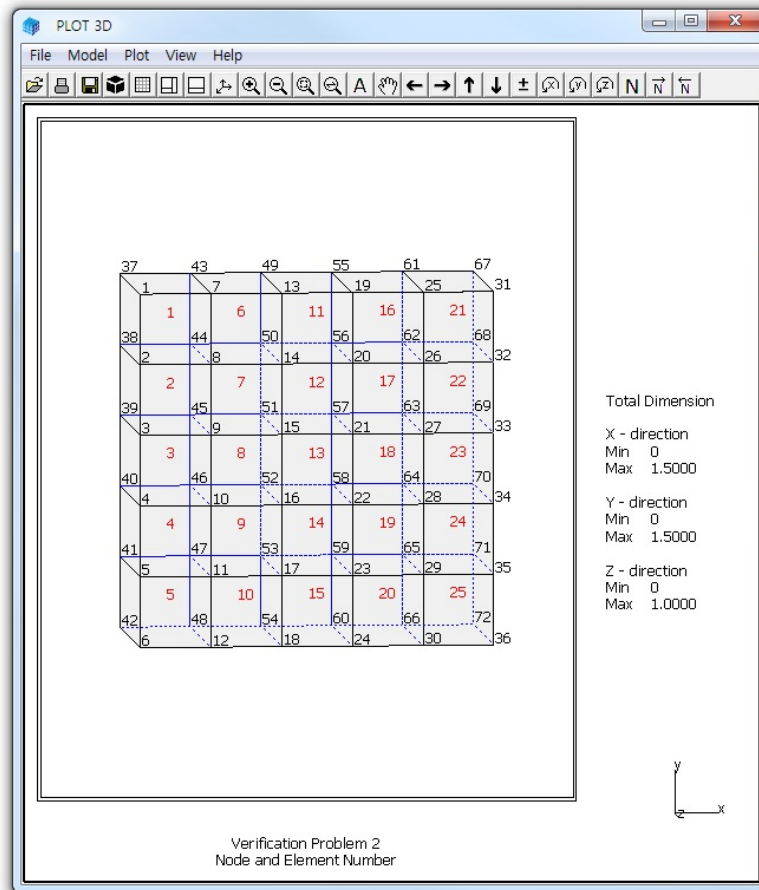 PLOT 3D
File Model Plot View Help
A ± x y z N N N
37 43 49 55 61 67
1 7 13 19 25 31
1 6 11 16 21
38 44 50 56 62 68
2 8 14 20 26 32
2 7 12 17 22
39 45 51 57 63 69
3 9 15 21 27 33
3 8 13 18 23
40 46 52 58 64 70
4 10 16 22 28 34
4 9 14 19 24
41 47 53 59 65 71
5 11 17 23 29 35
5 10 15 20 25
42 48 54 60 66 72
6 12 18 24 30 36
Total Dimension
X - direction
Min 0
Max 1.5000
Y - direction
Min 0
Max 1.5000
Z - direction
Min 0
Max 1.0000
y
z x
Verification Problem 2
Node and Element Number